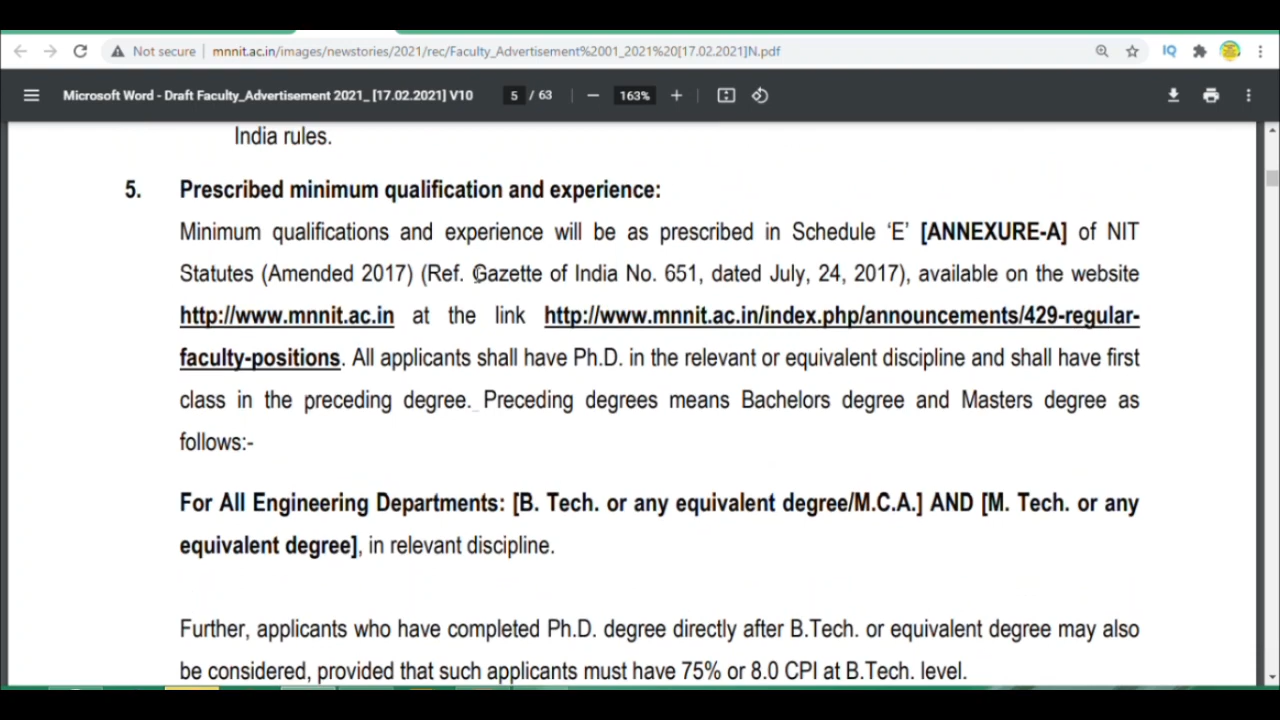 Not secure mnnit.ac.in/images/newstories/2021/rec/Faculty_Advertisement%2001_2021%20[17.02.2021]N.pdf IQ
Microsoft Word - Draft Faculty_Advertisement 2021_ [17.02.2021] V10 5 / 63 − 163% +
India rules.
5. Prescribed minimum qualification and experience:
Minimum qualifications and experience will be as prescribed in Schedule ‘E’ [ANNEXURE-A] of NIT
Statutes (Amended 2017) (Ref. Gazette of India No. 651, dated July, 24, 2017), available on the website
http://www.mnnit.ac.in at the link http://www.mnnit.ac.in/index.php/announcements/429-regular-
faculty-positions. All applicants shall have Ph.D. in the relevant or equivalent discipline and shall have first
class in the preceding degree. Preceding degrees means Bachelors degree and Masters degree as
follows:-
For All Engineering Departments: [B. Tech. or any equivalent degree/M.C.A.] AND [M. Tech. or any
equivalent degree], in relevant discipline.
Further, applicants who have completed Ph.D. degree directly after B.Tech. or equivalent degree may also
be considered, provided that such applicants must have 75% or 8.0 CPI at B.Tech. level.